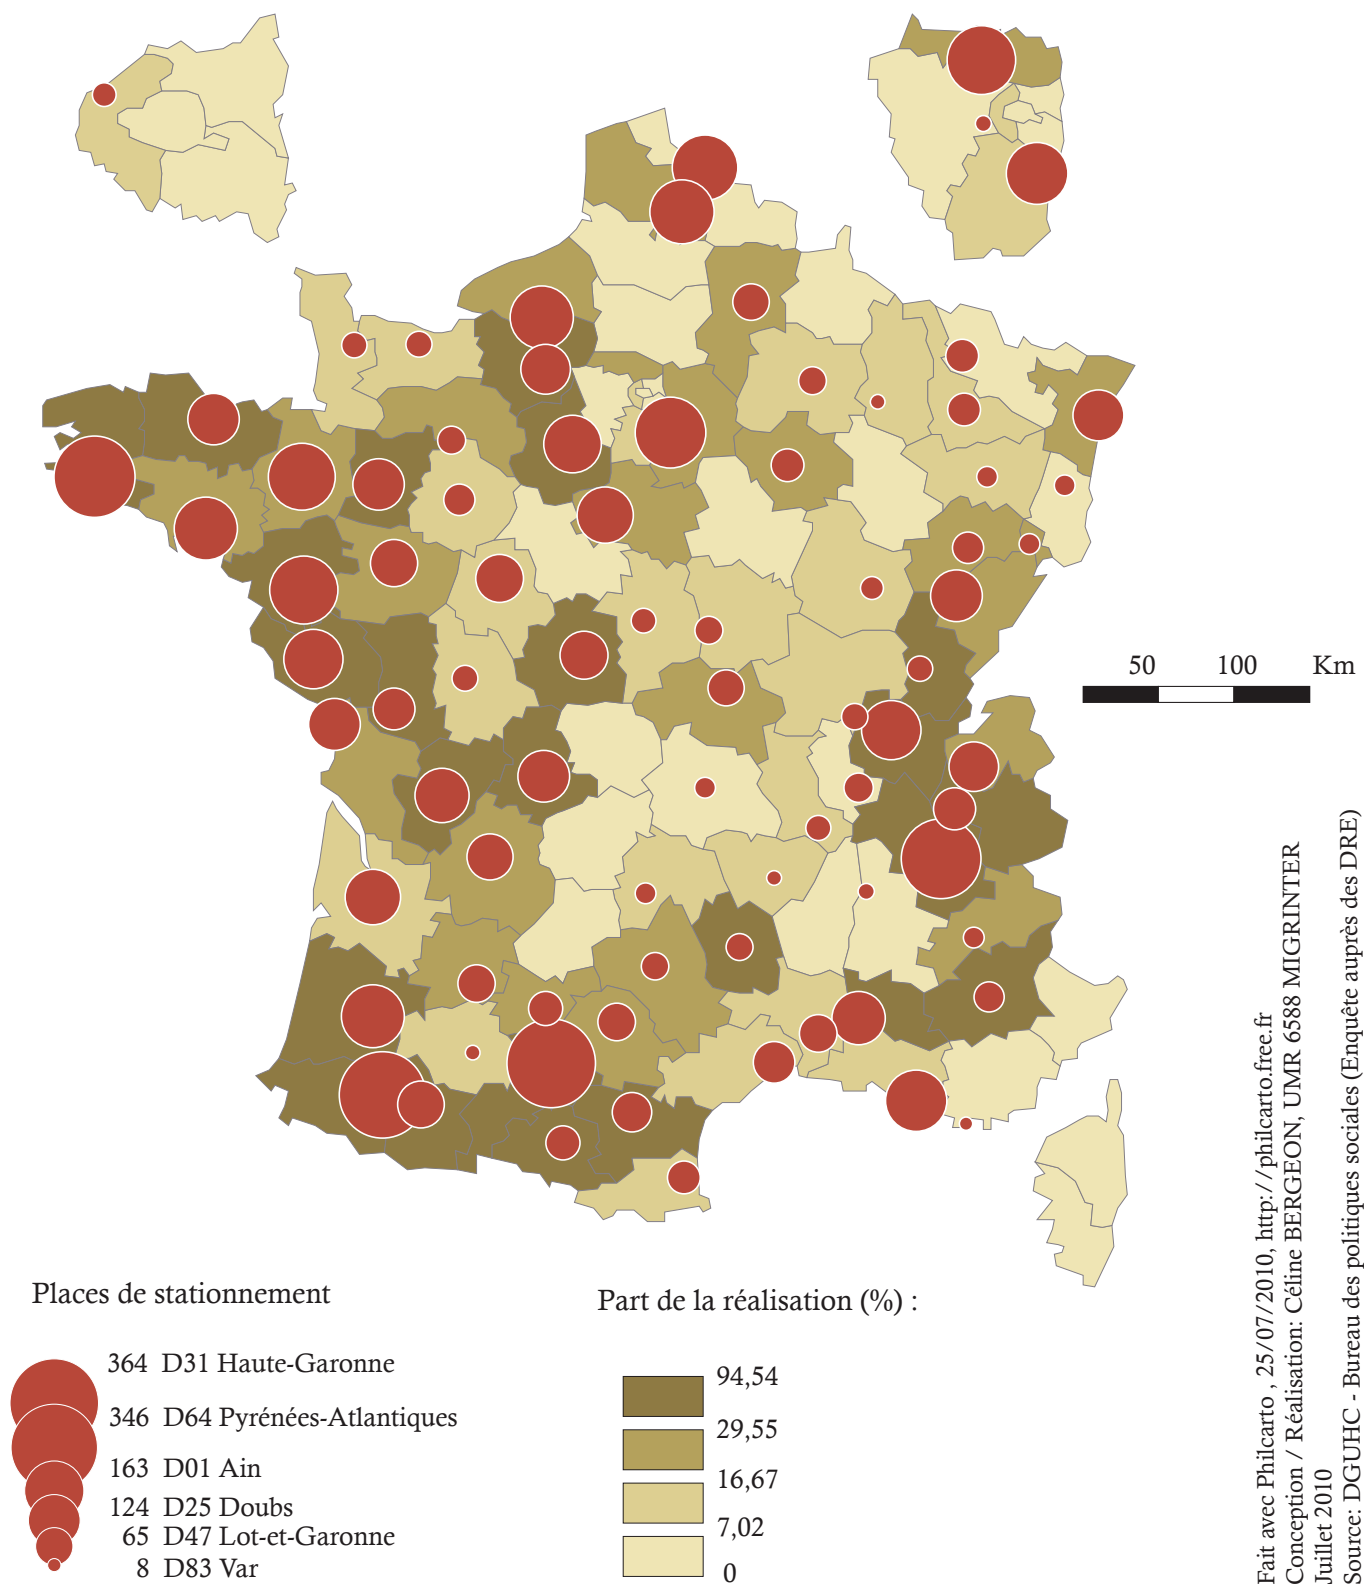 50 100 Km
Places de stationnement
364 D31 Haute-Garonne
346 D64 Pyrénées-Atlantiques
163 D01 Ain
124 D25 Doubs
65 D47 Lot-et-Garonne
8 D83 Var
Part de la réalisation (%) :
94,54
29,55
16,67
7,02
0
Fait avec Philcarto , 25/07/2010, http://philcarto.free.fr
Conception / Réalisation: Céline BERGEON, UMR 6588 MIGRINTER
Juillet 2010
Source: DGUHC - Bureau des politiques sociales (Enquête auprès des DRE)